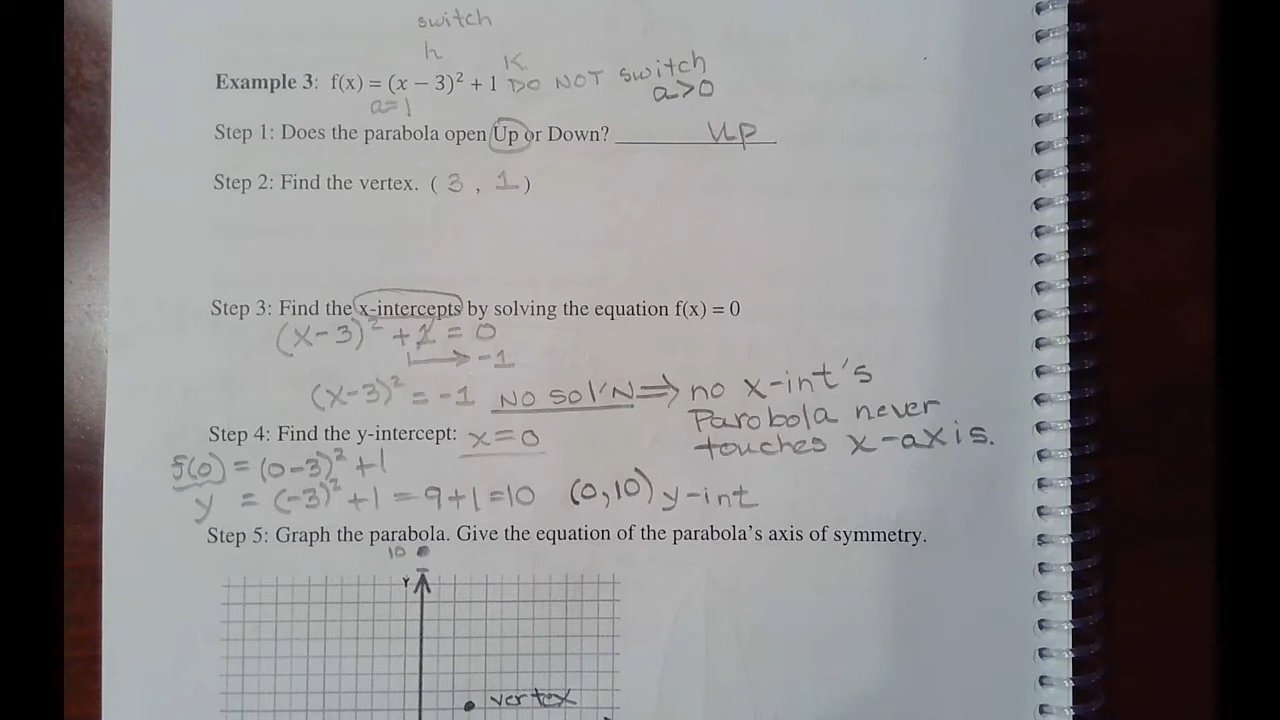 switch
h
K
Example 3: f(x) = (x − 3)² + 1 DO NOT switch
a=1
a>0
Step 1: Does the parabola open Up or Down? Up
Step 2: Find the vertex. ( 3 , 1 )
Step 3: Find the x-intercepts by solving the equation f(x) = 0
(x-3)² + 1 = 0
-1
(x-3)² = -1 No sol'N ⇒ no x-int's
Parobola never
Step 4: Find the y-intercept: x=0
touches x-axis.
f(0) = (0-3)² + 1
y = (-3)² + 1 = 9+1 = 10 (0,10) y-int
Step 5: Graph the parabola. Give the equation of the parabola's axis of symmetry.
10
Y
vertex